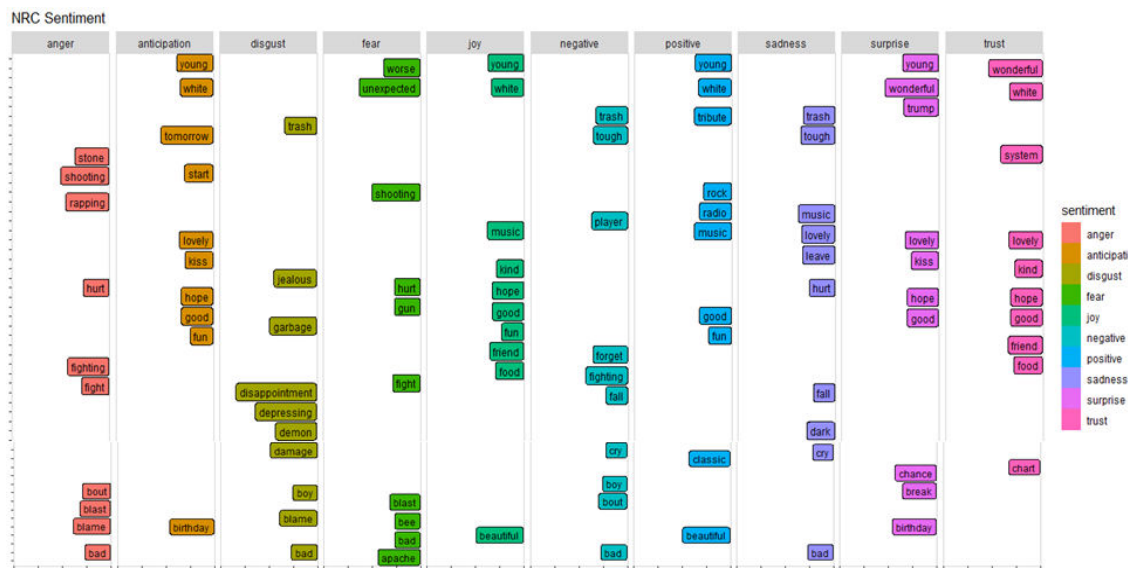 NRC Sentiment
anger anticipation disgust fear joy negative positive sadness surprise trust
young young young young
worse wonderful
white unexpected white white wonderful white
trump
trash trash tribute trash
tomorrow tough tough
stone system
shooting start
shooting rock
rapping
player radio music
music music
lovely lovely lovely lovely
kiss leave kiss
kind kind
jealous
hurt hurt hurt
hope hope hope hope
gun
good good good good good
garbage
fun fun fun
friend friend
forget
fighting food food
fight fight fighting
disappointment fall fall
depressing
demon dark
damage cry cry
classic
chart
chance
bout boy boy break
blast blast bout
blame blame bee
birthday birthday
bad beautiful beautiful
bad bad bad bad
apache
sentiment
anger
anticipati
disgust
fear
joy
negative
positive
sadness
surprise
trust